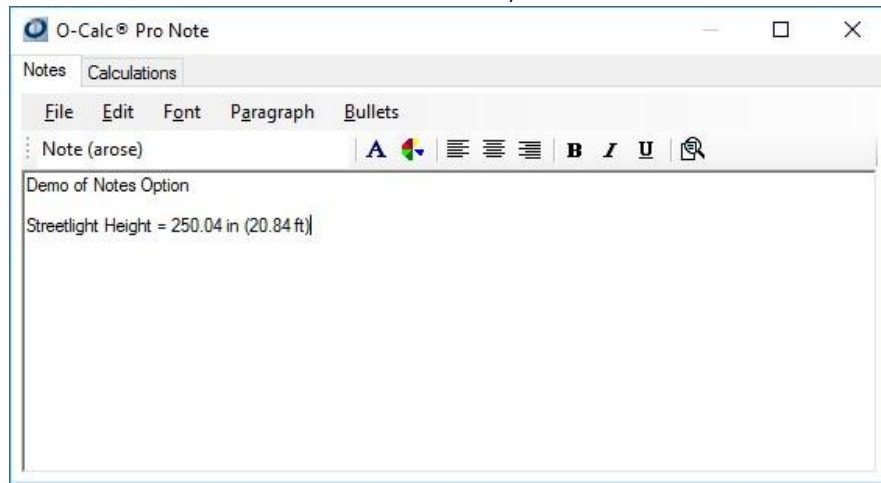 O-Calc® Pro Note
Notes Calculations
File Edit Font Paragraph Bullets
Note (arose) A B I U
Demo of Notes Option
Streetlight Height = 250.04 in (20.84 ft)